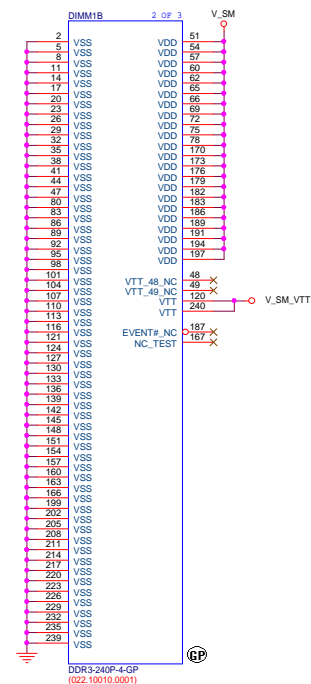 DIMM1B 2 OF 3 V_SM
2 VSS VDD 51
5 VSS VDD 54
8 VSS VDD 57
11 VSS VDD 60
14 VSS VDD 62
17 VSS VDD 65
20 VSS VDD 66
23 VSS VDD 69
26 VSS VDD 72
29 VSS VDD 75
32 VSS VDD 78
35 VSS VDD 170
38 VSS VDD 173
41 VSS VDD 176
44 VSS VDD 179
47 VSS VDD 182
80 VSS VDD 183
83 VSS VDD 186
86 VSS VDD 189
89 VSS VDD 191
92 VSS VDD 194
95 VSS VDD 197
98 VSS
101 VSS VTT_48_NC 48
104 VSS VTT_49_NC 49
107 VSS VTT 120 V_SM_VTT
110 VSS VTT 240
113 VSS
116 VSS EVENT#_NC 187
121 VSS NC_TEST 167
124 VSS
127 VSS
130 VSS
133 VSS
136 VSS
139 VSS
142 VSS
145 VSS
148 VSS
151 VSS
154 VSS
157 VSS
160 VSS
163 VSS
166 VSS
199 VSS
202 VSS
205 VSS
208 VSS
211 VSS
214 VSS
217 VSS
220 VSS
223 VSS
226 VSS
229 VSS
232 VSS
235 VSS
239 VSS
GP
DDR3-240P-4-GP
(022.10010.0001)